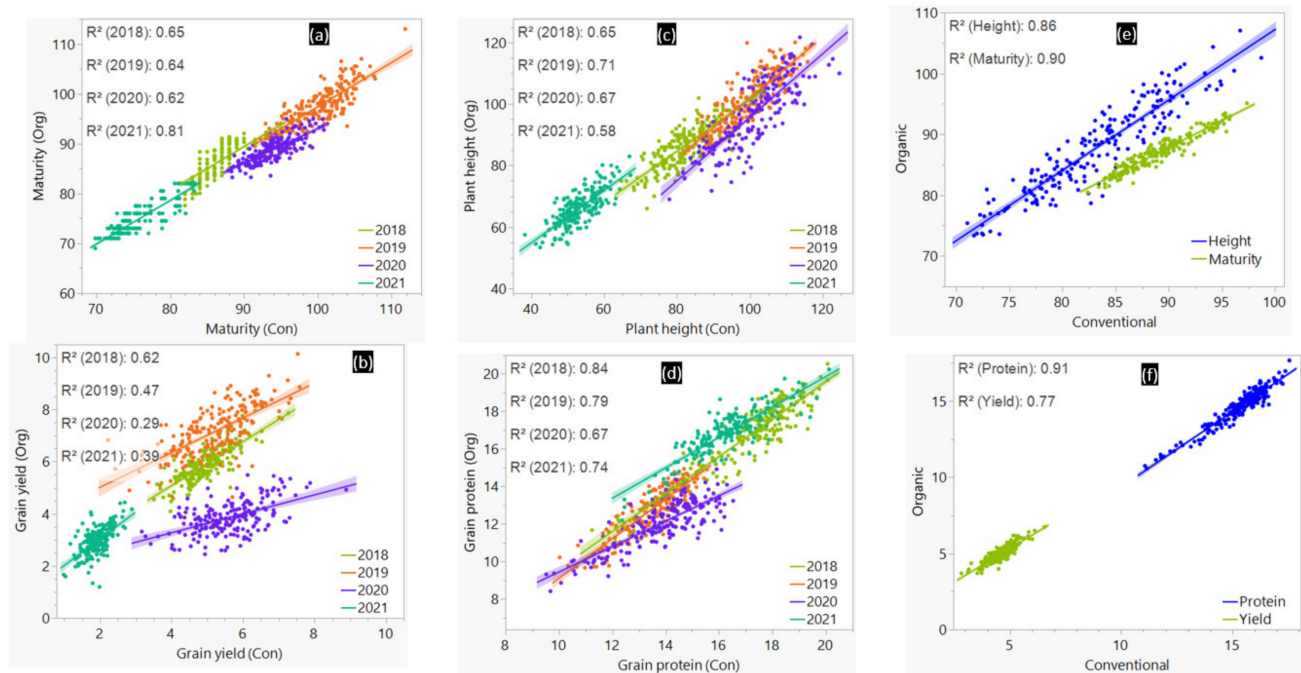 (a)
R² (2018): 0.65
R² (2019): 0.64
R² (2020): 0.62
R² (2021): 0.81
Maturity (Org)
110
100
90
80
70
60
2018
2019
2020
2021
70 80 90 100 110
Maturity (Con)
(c)
R² (2018): 0.65
R² (2019): 0.71
R² (2020): 0.67
R² (2021): 0.58
Plant height (Org)
120
100
80
60
40
2018
2019
2020
2021
40 60 80 100 120
Plant height (Con)
(e)
R² (Height): 0.86
R² (Maturity): 0.90
Organic
110
100
90
80
70
Height
Maturity
70 75 80 85 90 95 100
Conventional
(b)
R² (2018): 0.62
R² (2019): 0.47
R² (2020): 0.29
R² (2021): 0.39
Grain yield (Org)
10
8
6
4
2
0
2018
2019
2020
2021
2 4 6 8 10
Grain yield (Con)
(d)
R² (2018): 0.84
R² (2019): 0.79
R² (2020): 0.67
R² (2021): 0.74
Grain protein (Org)
20
18
16
14
12
10
8
2018
2019
2020
2021
8 10 12 14 16 18 20
Grain protein (Con)
(f)
R² (Protein): 0.91
R² (Yield): 0.77
Organic
15
10
5
0
Protein
Yield
5 10 15
Conventional